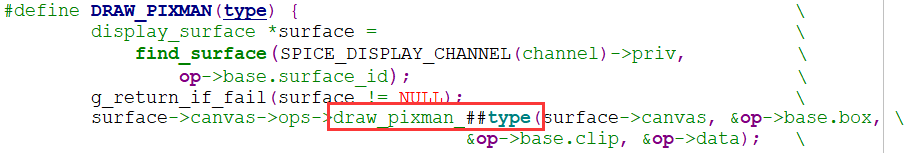 #define DRAW_PIXMAN(type) { \
display_surface *surface = \
find_surface(SPICE_DISPLAY_CHANNEL(channel)->priv, \
op->base.surface_id); \
g_return_if_fail(surface != NULL); \
surface->canvas->ops->draw_pixman_##type(surface->canvas, &op->base.box, \
&op->base.clip, &op->data); \